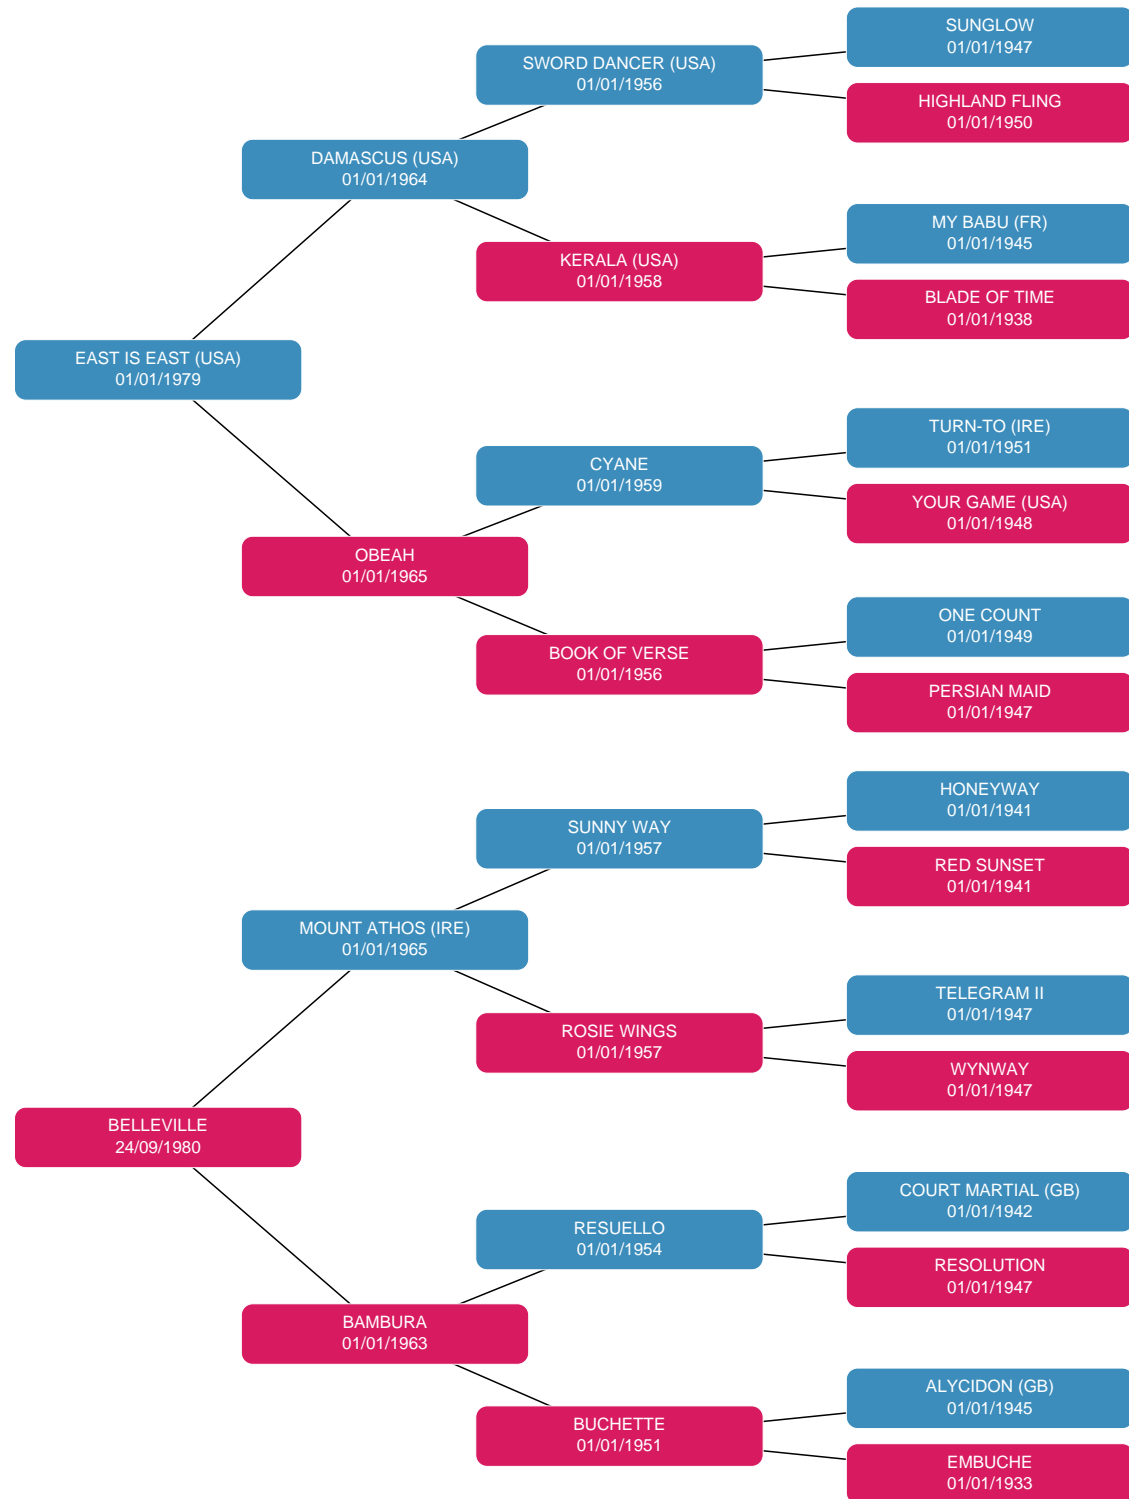 SUNGLOW
01/01/1947
SWORD DANCER (USA)
01/01/1956
HIGHLAND FLING
01/01/1950
DAMASCUS (USA)
01/01/1964
MY BABU (FR)
01/01/1945
KERALA (USA)
01/01/1958
BLADE OF TIME
01/01/1938
EAST IS EAST (USA)
01/01/1979
TURN-TO (IRE)
01/01/1951
CYANE
01/01/1959
YOUR GAME (USA)
01/01/1948
OBEAH
01/01/1965
ONE COUNT
01/01/1949
BOOK OF VERSE
01/01/1956
PERSIAN MAID
01/01/1947
HONEYWAY
01/01/1941
SUNNY WAY
01/01/1957
RED SUNSET
01/01/1941
MOUNT ATHOS (IRE)
01/01/1965
TELEGRAM II
01/01/1947
ROSIE WINGS
01/01/1957
WYNWAY
01/01/1947
BELLEVILLE
24/09/1980
COURT MARTIAL (GB)
01/01/1942
RESUELLO
01/01/1954
RESOLUTION
01/01/1947
BAMBURA
01/01/1963
ALYCIDON (GB)
01/01/1945
BUCHETTE
01/01/1951
EMBUCHE
01/01/1933